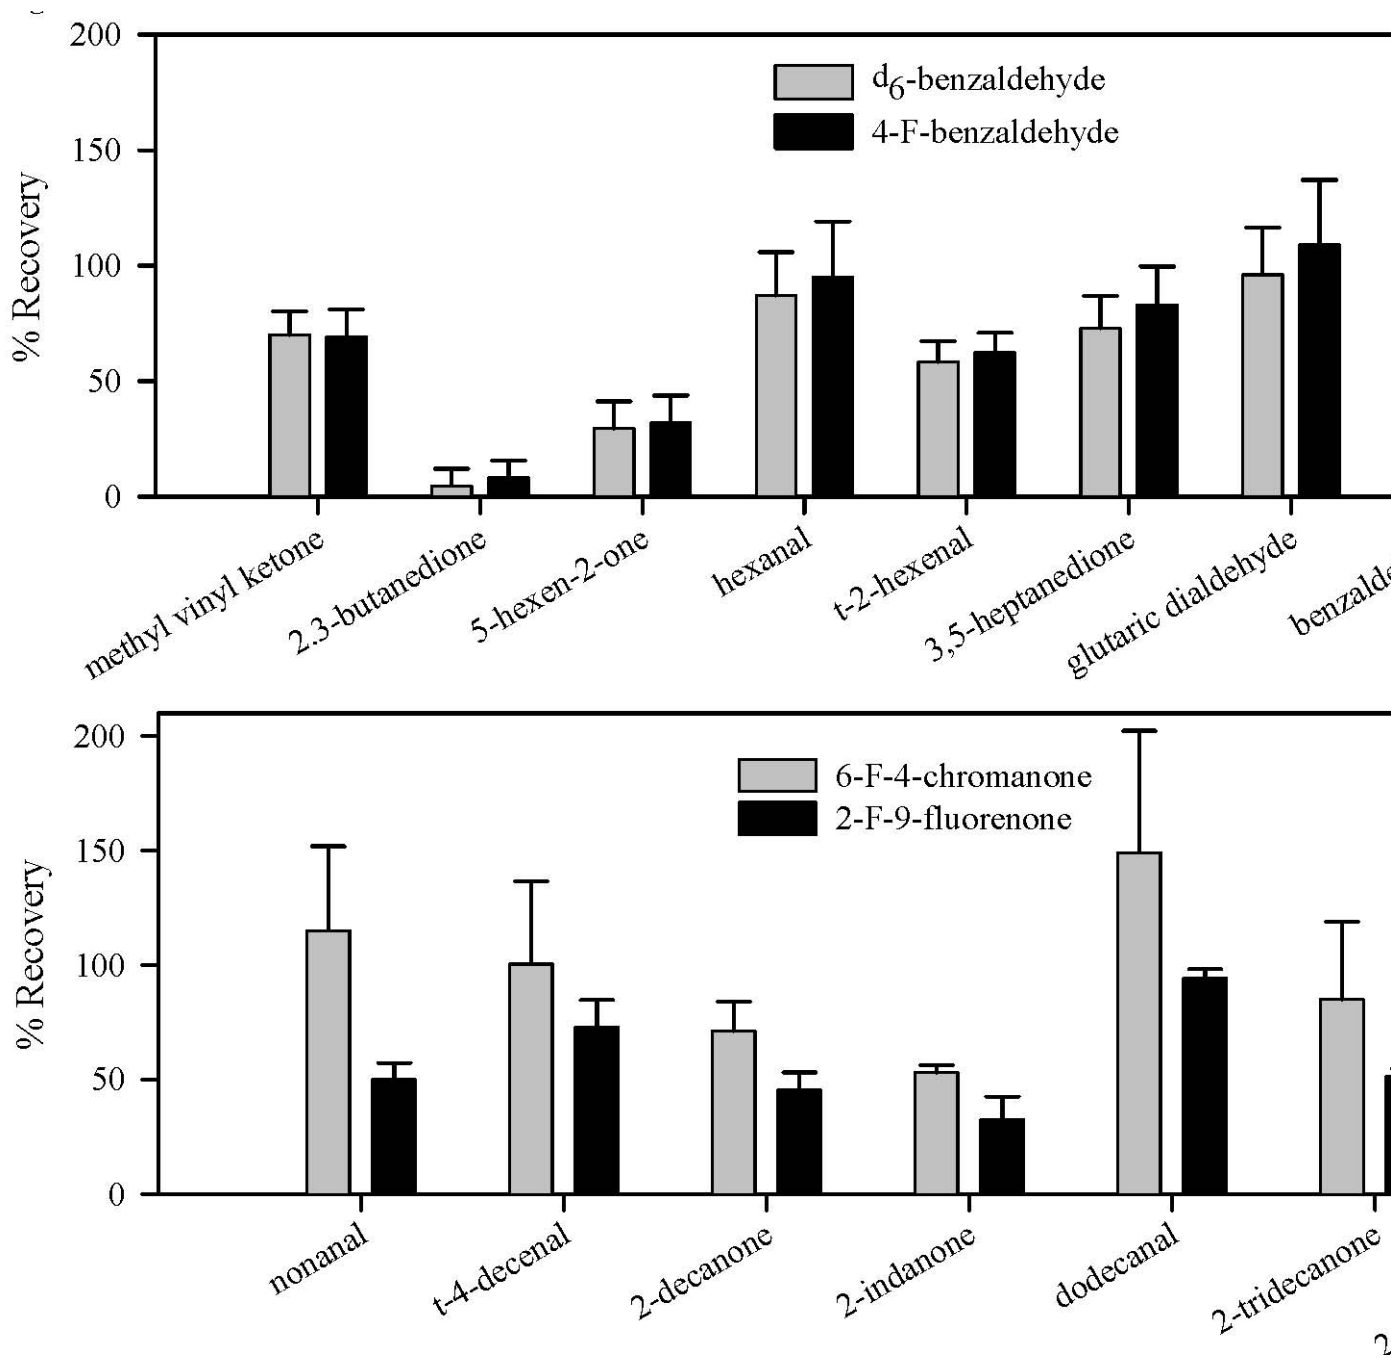 200
150
100
50
0
% Recovery
d6-benzaldehyde
4-F-benzaldehyde
methyl vinyl ketone
2.3-butanedione
5-hexen-2-one
hexanal
t-2-hexenal
3,5-heptanedione
glutaric dialdehyde
benzalde
200
150
100
50
0
% Recovery
6-F-4-chromanone
2-F-9-fluorenone
nonanal
t-4-decenal
2-decanone
2-indanone
dodecanal
2-tridecanone
2